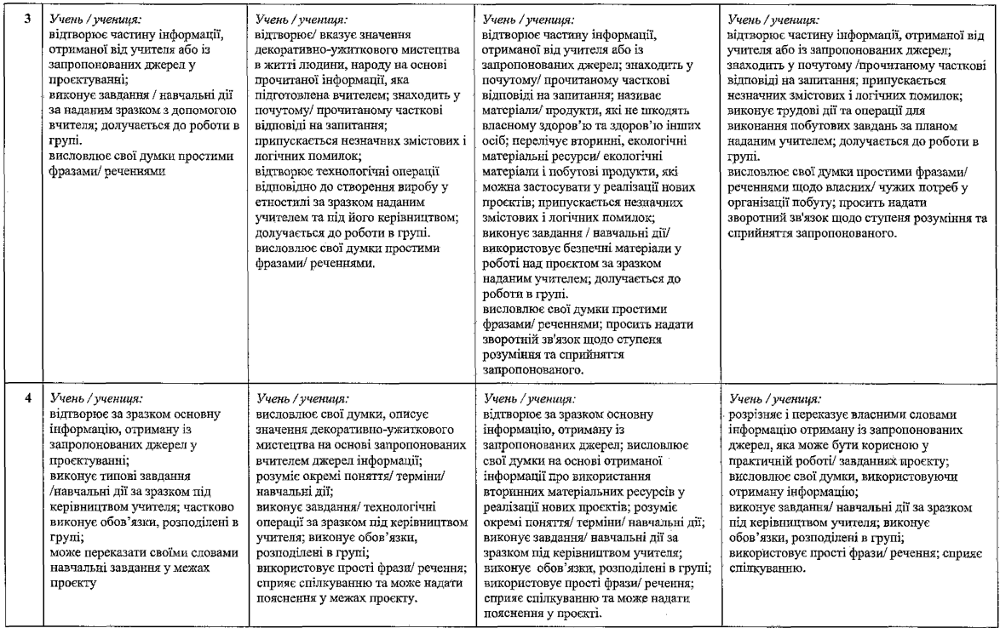 3
Учень / учениця:
відтворює частину інформації,
отриманої від учителя або із
запропонованих джерел у
проєктуванні;
виконує завдання / навчальні дії
за наданим зразком з допомогою
вчителя; долучається до роботи в
групі.
висловлює свої думки простими
фразами/ реченнями
Учень / учениця:
відтворює/ вказує значення
декоративно-ужиткового мистецтва
в житті людини, народу на основі
прочитаної інформації, яка
підготовлена вчителем; знаходить у
почутому/ прочитаному часткові
відповіді на запитання;
припускається незначних змістових і
логічних помилок;
відтворює технологічні операції
відповідно до створення виробу у
етностилі за зразком наданим
учителем та під його керівництвом;
долучається до роботи в групі.
висловлює свої думки простими
фразами/ реченнями.
Учень / учениця:
відтворює частину інформації,
отриманої від учителя або із
запропонованих джерел; знаходить у
почутому/ прочитаному часткові
відповіді на запитання; називає
матеріали/ продукти, які не шкодять
власному здоров’ю та здоров’ю інших
осіб; перелічує вторинні, екологічні
матеріальні ресурси/ екологічні
матеріали і побутові продукти, які
можна застосувати у реалізації нових
проєктів; припускається незначних
змістових і логічних помилок;
виконує завдання / навчальні дії/
використовує безпечні матеріали у
роботі над проєктом за зразком
наданим учителем; долучається до
роботи в групі.
висловлює свої думки простими
фразами/ реченнями; просить надати
зворотній зв'язок щодо ступеня
розуміння та сприйняття
запропонованого.
Учень / учениця:
відтворює частину інформації, отриманої від
учителя або із запропонованих джерел;
знаходить у почутому /прочитаному часткові
відповіді на запитання; припускається
незначних змістових і логічних помилок;
виконує трудові дії та операції для
виконання побутових завдань за планом
наданим учителем; долучається до роботи в
групі.
висловлює свої думки простими фразами/
реченнями щодо власних/ чужих потреб у
організації побуту; просить надати
зворотний зв'язок щодо ступеня розуміння та
сприйняття запропонованого.
4
Учень / учениця:
відтворює за зразком основну
інформацію, отриману із
запропонованих джерел у
проєктуванні;
виконує типові завдання
/навчальні дії за зразком під
керівництвом учителя; частково
виконує обов’язки, розподілені в
групі;
може переказати своїми словами
навчальні завдання у межах
проєкту
Учень / учениця:
висловлює свої думки, описує
значення декоративно-ужиткового
мистецтва на основі запропонованих
вчителем джерел інформації;
розуміє окремі поняття/ терміни/
навчальні дії;
виконує завдання/ технологічні
операції за зразком під керівництвом
учителя; виконує обов’язки,
розподілені в групі;
використовує прості фрази/ речення;
сприяє спілкуванню та може надати
пояснення у межах проєкту.
Учень / учениця:
відтворює за зразком основну
інформацію, отриману із
запропонованих джерел; висловлює
свої думки на основі отриманої
інформації про використання
вторинних матеріальних ресурсів у
реалізації нових проєктів; розуміє
окремі поняття/ терміни/ навчальні дії;
виконує завдання/ навчальні дії за
зразком під керівництвом учителя;
виконує обов’язки, розподілені в групі;
використовує прості фрази/ речення;
сприяє спілкуванню та може надати
пояснення у проєкті.
Учень / учениця:
розрізняє і переказує власними словами
інформацію отриману із запропонованих
джерел, яка може бути корисною у
практичній роботі/ завданнях проєкту;
висловлює свої думки, використовуючи
отриману інформацію;
виконує завдання/ навчальні дії за зразком
під керівництвом учителя; виконує
обов’язки, розподілені в групі;
використовує прості фрази/ речення; сприяє
спілкуванню.